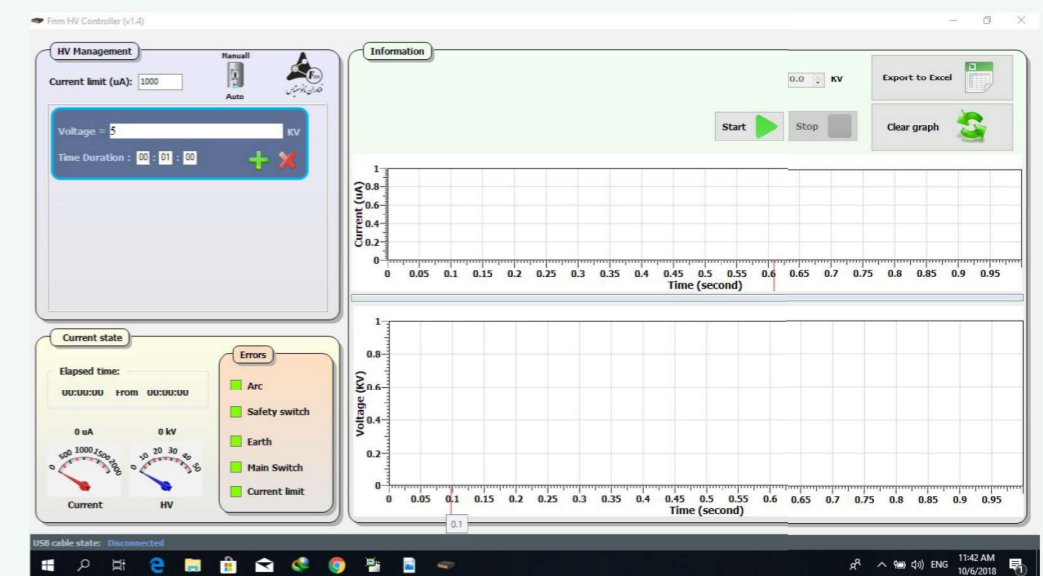 Fnm HV Controller (v1.4)
HV Management
Manuall
Auto
Current limit (uA): 1000
Fnm
Voltage = 5 KV
Time Duration : 00 : 01 : 00
Information
0.0 KV
Export to Excel
Start
Stop
Clear graph
Current (uA)
1
0.8
0.6
0.4
0.2
0
0 0.05 0.1 0.15 0.2 0.25 0.3 0.35 0.4 0.45 0.5 0.55 0.6 0.65 0.7 0.75 0.8 0.85 0.9 0.95
Time (second)
Voltage (KV)
1
0.8
0.6
0.4
0.2
0
0 0.05 0.1 0.15 0.2 0.25 0.3 0.35 0.4 0.45 0.5 0.55 0.6 0.65 0.7 0.75 0.8 0.85 0.9 0.95
Time (second)
0.1
Current state
Elapsed time:
00:00:00 From 00:00:00
0 uA
0 kV
0 500 1000 1500 2000
0 10 20 30 40 50
Current
HV
Errors
Arc
Safety switch
Earth
Main Switch
Current limit
USB cable state: Disconnected
ENG
11:42 AM
10/6/2018
1